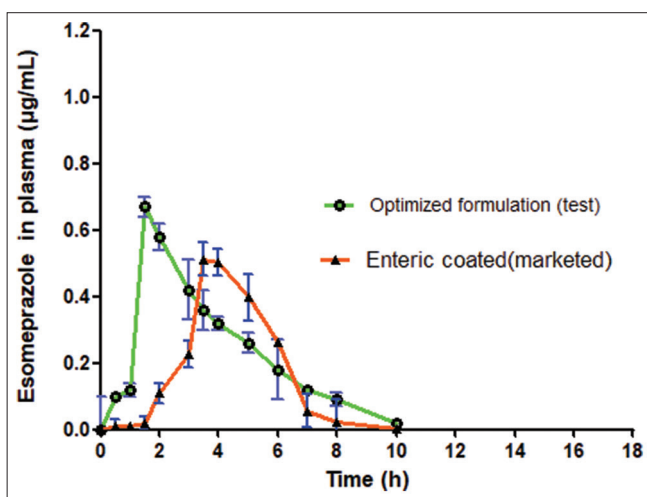 Esomeprazole in plasma (µg/mL)
1.2
1.0
0.8
0.6
0.4
0.2
0.0
Optimized formulation (test)
Enteric coated(marketed)
0 2 4 6 8 10 12 14 16 18
Time (h)